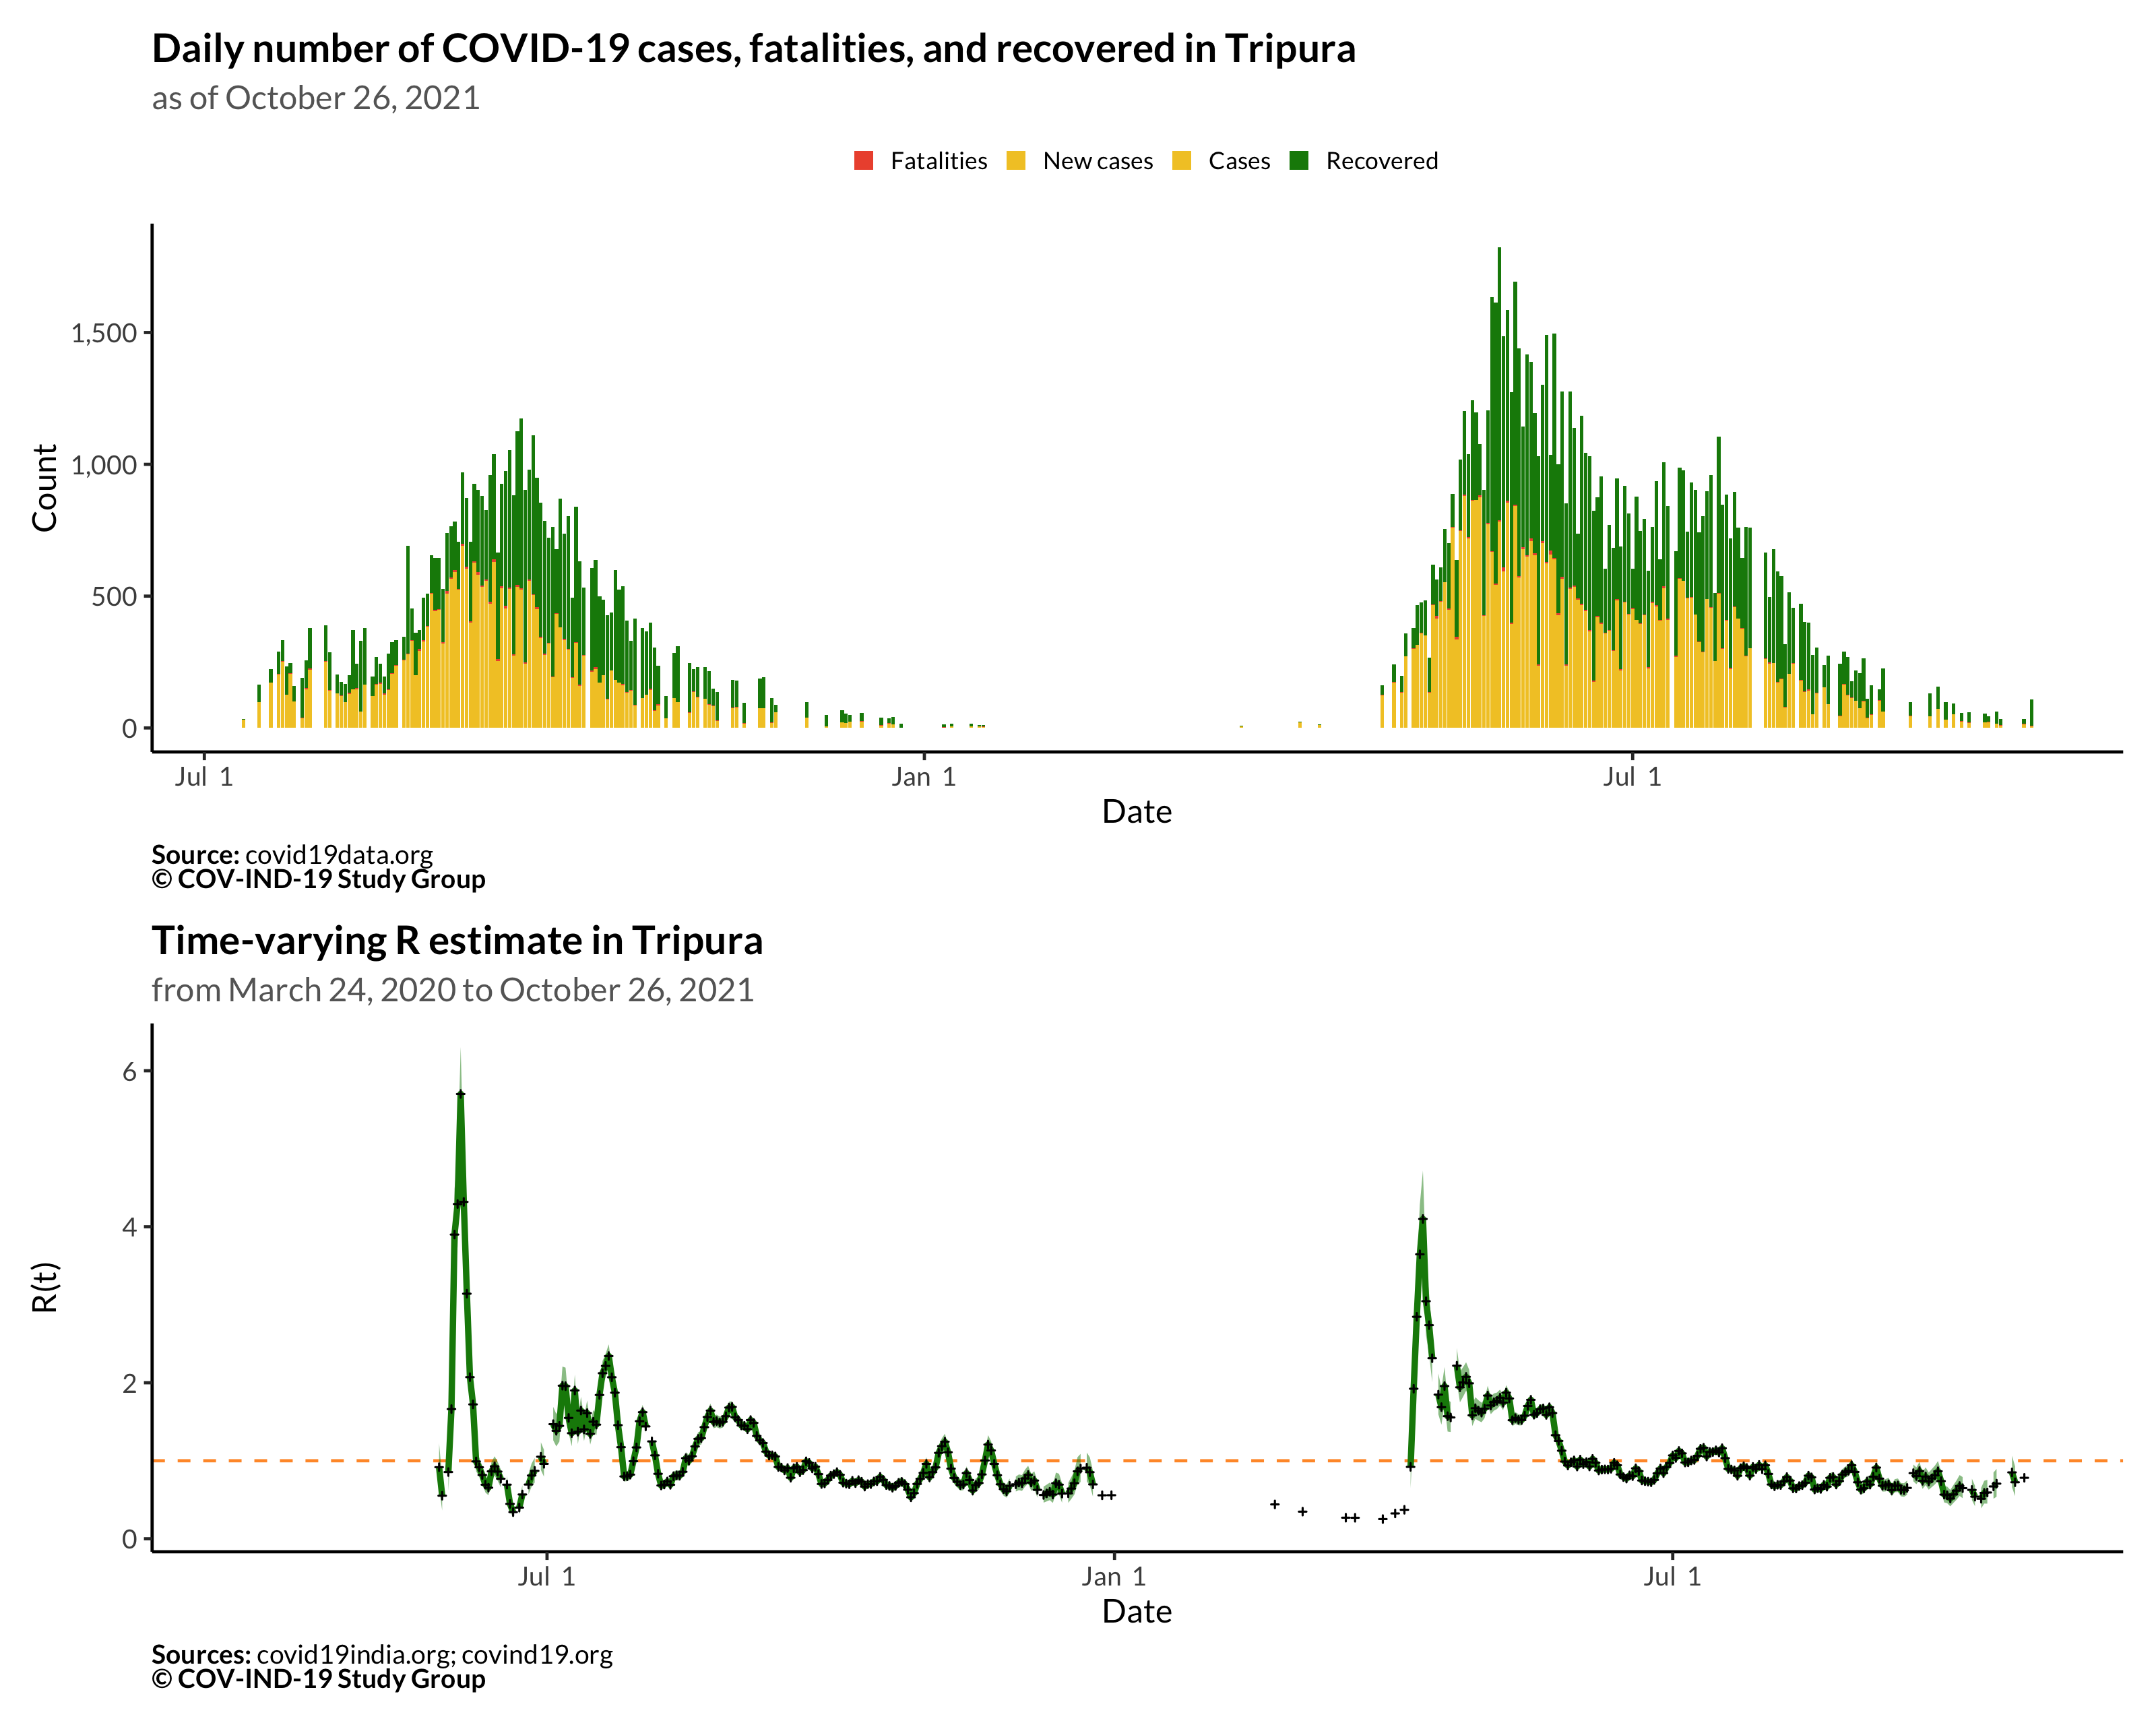 Daily number of COVID-19 cases, fatalities, and recovered in Tripura
as of October 26, 2021
Fatalities New cases Cases Recovered
Count
1,500
1,000
500
0
Jul 1 Jan 1 Jul 1
Date
Source: covid19data.org
© COV-IND-19 Study Group
Time-varying R estimate in Tripura
from March 24, 2020 to October 26, 2021
R(t)
6
4
2
0
Jul 1 Jan 1 Jul 1
Date
Sources: covid19india.org; covind19.org
© COV-IND-19 Study Group